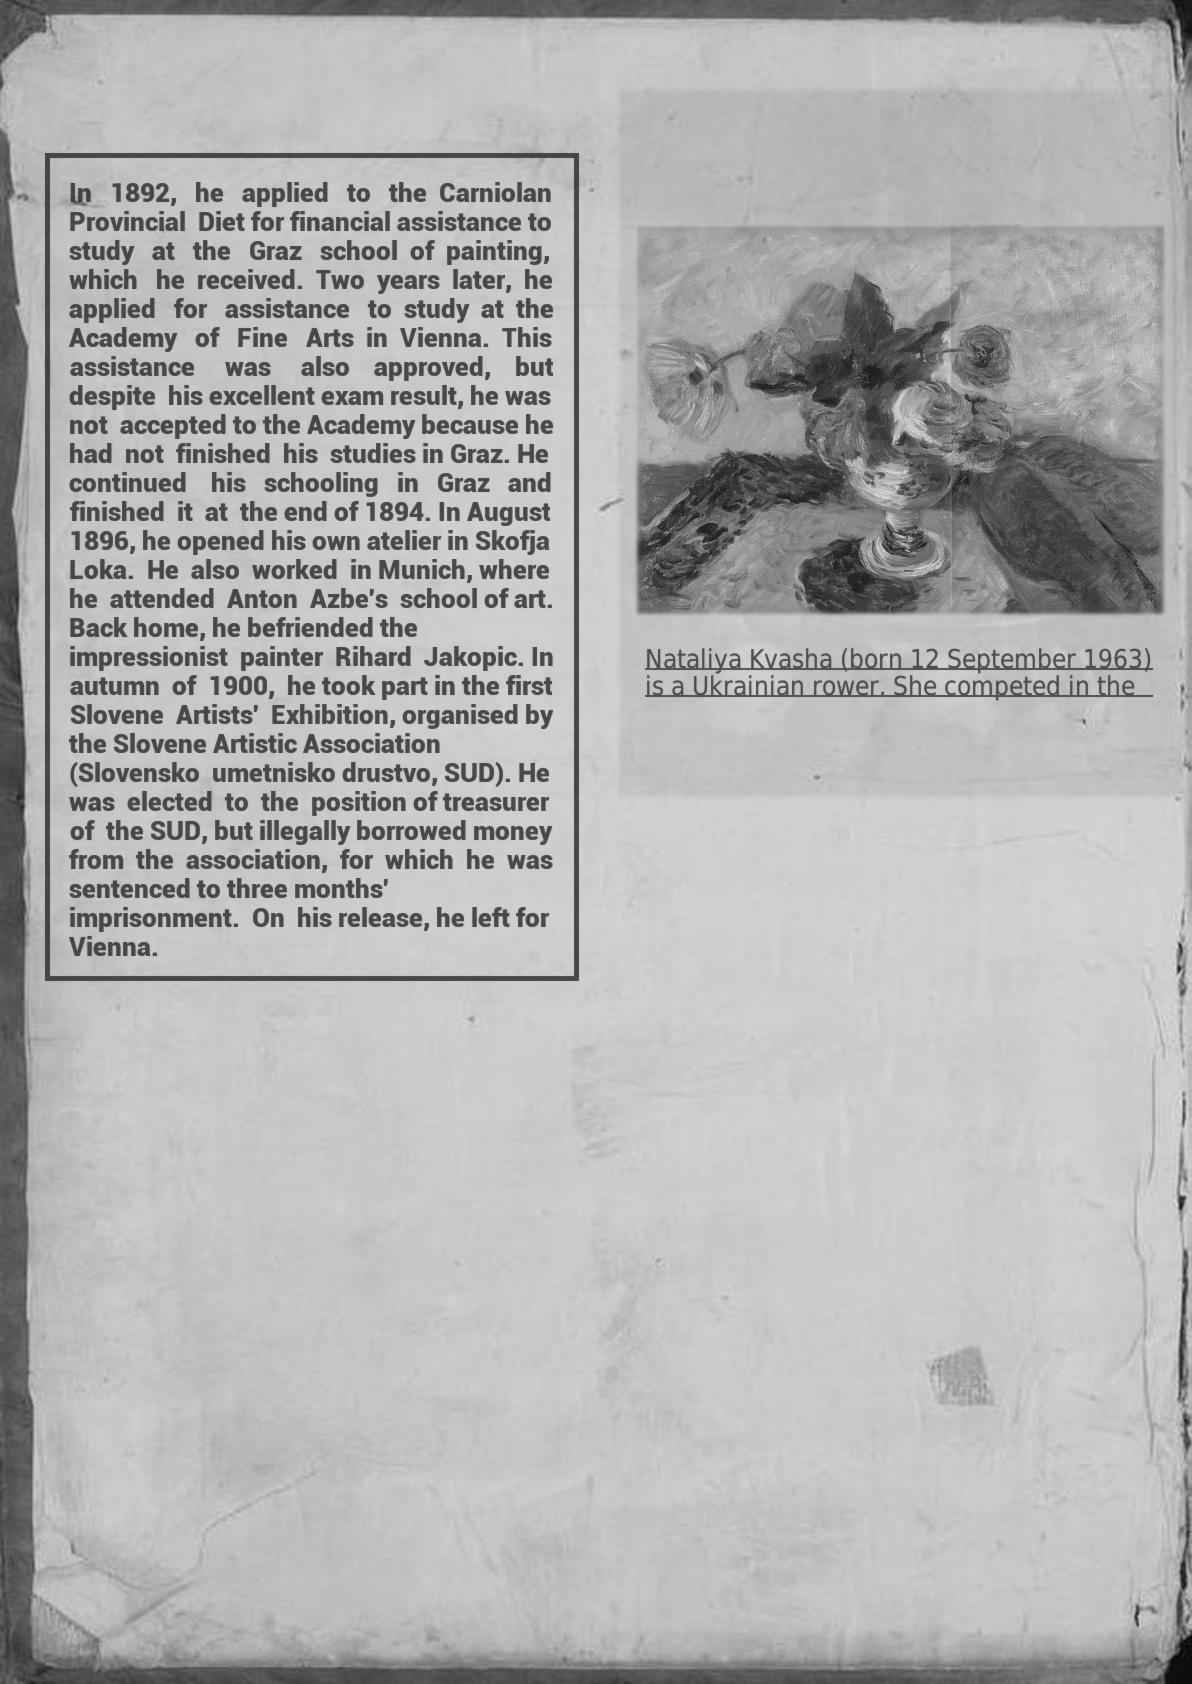 In 1892, he applied to the Carniolan
Provincial Diet for financial assistance to
study at the Graz school of painting,
which he received. Two years later, he
applied for assistance to study at the
Academy of Fine Arts in Vienna. This
assistance was also approved, but
despite his excellent exam result, he was
not accepted to the Academy because he
had not finished his studies in Graz. He
continued his schooling in Graz and
finished it at the end of 1894. In August
1896, he opened his own atelier in Skofja
Loka. He also worked in Munich, where
he attended Anton Azbe's school of art.
Back home, he befriended the
impressionist painter Rihard Jakopic. In
autumn of 1900, he took part in the first
Slovene Artists' Exhibition, organised by
the Slovene Artistic Association
(Slovensko umetnisko drustvo, SUD). He
was elected to the position of treasurer
of the SUD, but illegally borrowed money
from the association, for which he was
sentenced to three months'
imprisonment. On his release, he left for
Vienna.
Nataliya Kvasha (born 12 September 1963)
is a Ukrainian rower. She competed in the